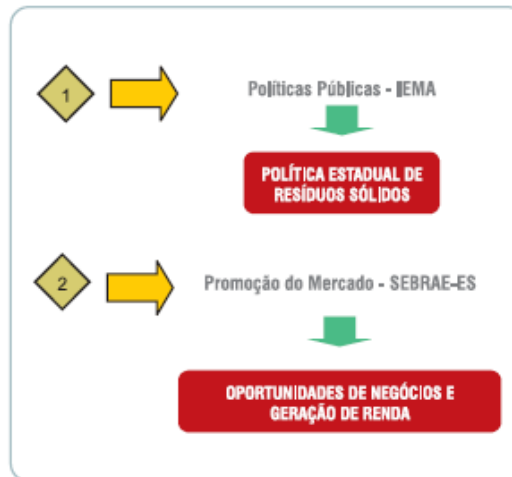 1
Políticas Públicas - IEMA
POLÍTICA ESTADUAL DE
RESÍDUOS SÓLIDOS
2
Promoção do Mercado - SEBRAE-ES
OPORTUNIDADES DE NEGÓCIOS E
GERAÇÃO DE RENDA